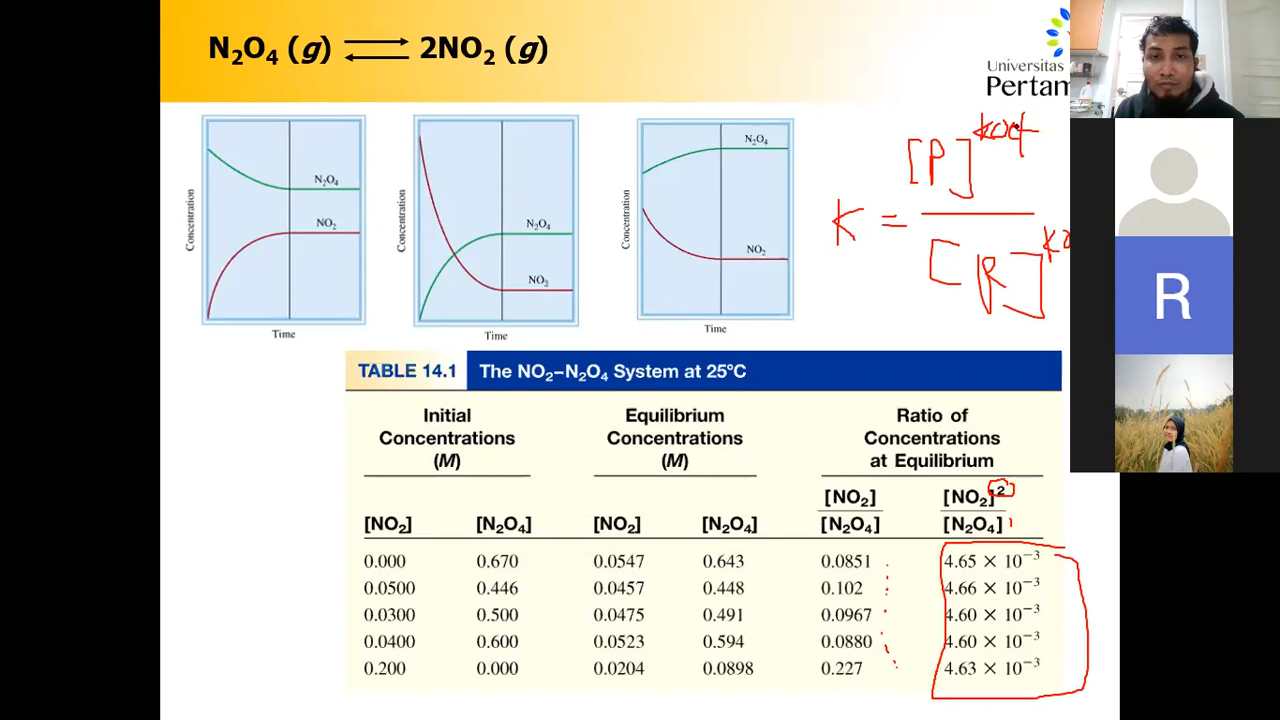 N₂O₄ (g) ⇌ 2NO₂ (g)
Universitas
Pertam
Concentration
N₂O₄
NO₂
Time
Concentration
N₂O₄
NO₂
Time
Concentration
N₂O₄
NO₂
Time
K = [P]^koef / [R]^ko
R
TABLE 14.1 The NO₂–N₂O₄ System at 25°C
Initial Concentrations (M) Equilibrium Concentrations (M) Ratio of Concentrations at Equilibrium
[NO₂] [N₂O₄] [NO₂] [N₂O₄] [NO₂]/[N₂O₄] [NO₂]²/[N₂O₄] 1
0.000 0.670 0.0547 0.643 0.0851 4.65 × 10⁻³
0.0500 0.446 0.0457 0.448 0.102 4.66 × 10⁻³
0.0300 0.500 0.0475 0.491 0.0967 4.60 × 10⁻³
0.0400 0.600 0.0523 0.594 0.0880 4.60 × 10⁻³
0.200 0.000 0.0204 0.0898 0.227 4.63 × 10⁻³